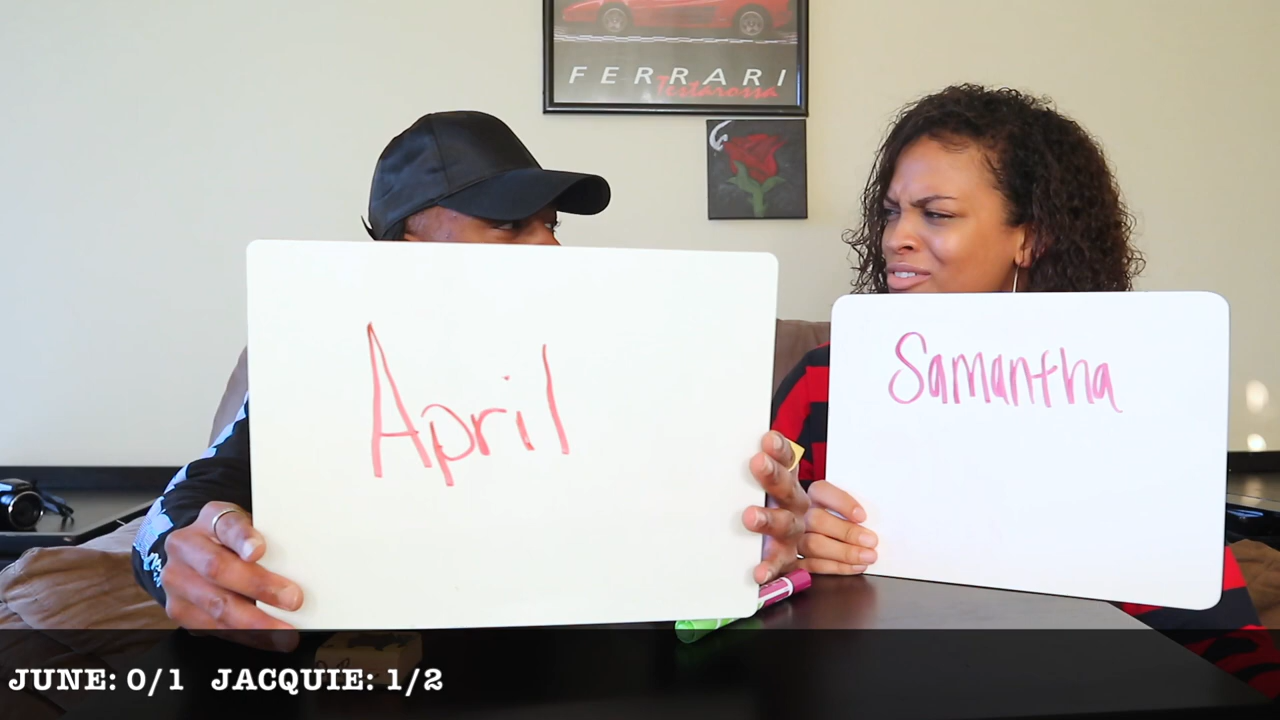 FERRARI
Testarossa
April
Samantha
JUNE: 0/1 JACQUIE: 1/2